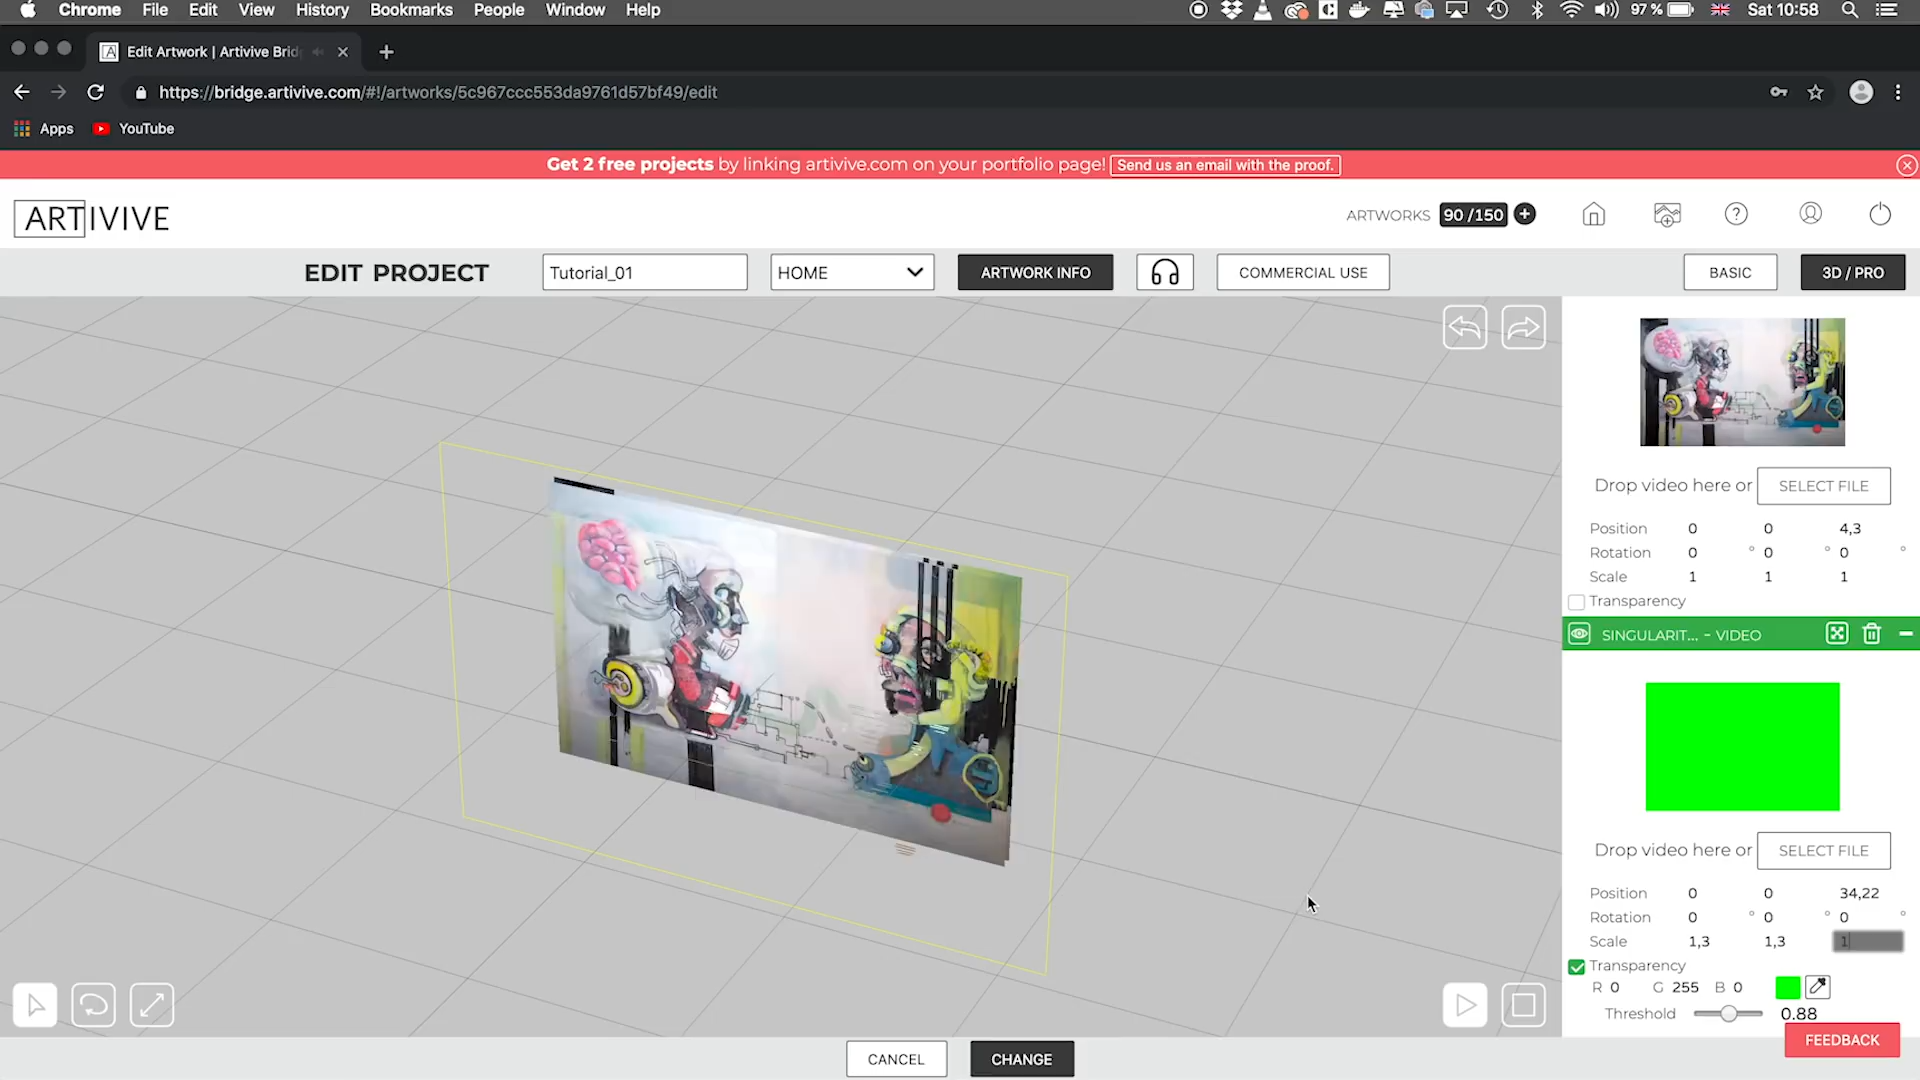 Chrome File Edit View History Bookmarks People Window Help 97 % Sat 10:58
Edit Artwork | Artivive Brid
https://bridge.artivive.com/#!/artworks/5c967ccc553da9761d57bf49/edit
Apps YouTube
Get 2 free projects by linking artivive.com on your portfolio page! Send us an email with the proof.
ARTIVIVE ARTWORKS 90 /150
EDIT PROJECT Tutorial_01 HOME ARTWORK INFO COMMERCIAL USE BASIC 3D / PRO
Drop video here or SELECT FILE
Position 0 0 4,3
Rotation 0 ° 0 ° 0 °
Scale 1 1 1
Transparency
SINGULARIT... - VIDEO
Drop video here or SELECT FILE
Position 0 0 34,22
Rotation 0 ° 0 ° 0 °
Scale 1,3 1,3 1
Transparency
R 0 G 255 B 0
Threshold 0.88
FEEDBACK
CANCEL CHANGE